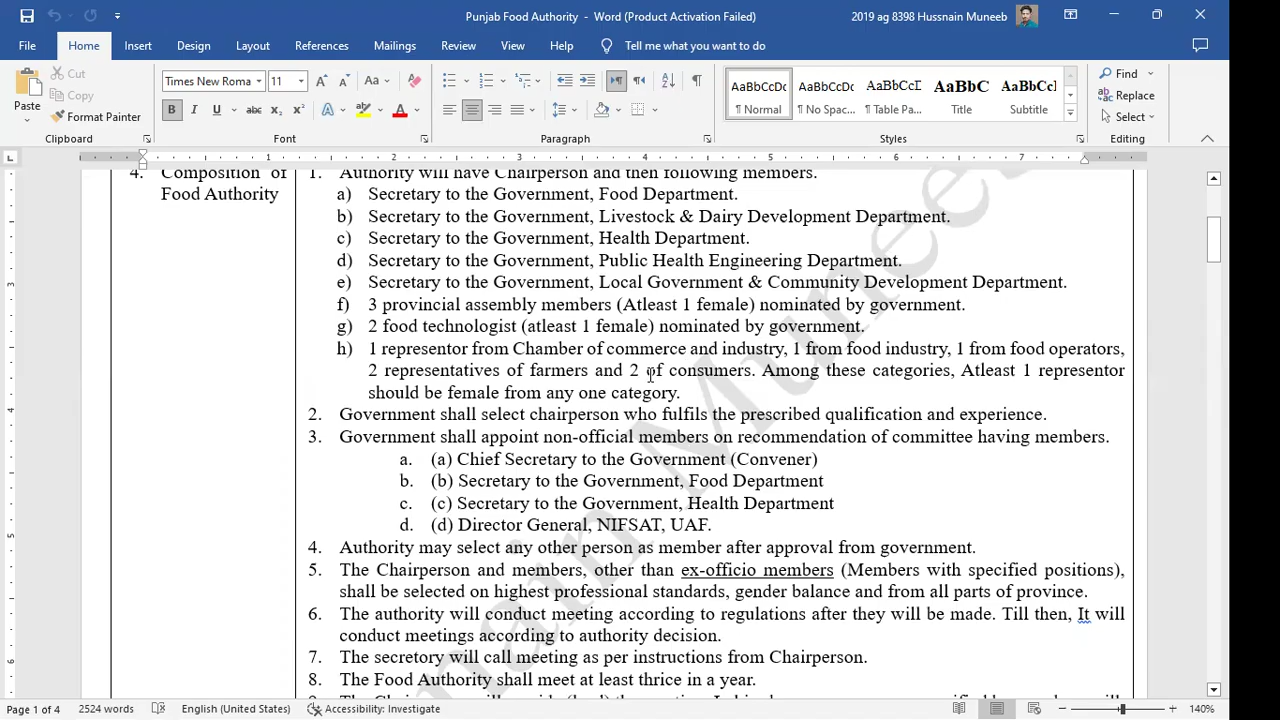 Punjab Food Authority - Word (Product Activation Failed)
2019 ag 8398 Hussnain Muneeb
File Home Insert Design Layout References Mailings Review View Help Tell me what you want to do
Paste
Cut
Copy
Format Painter
Clipboard
Times New Roma 11
Font
Paragraph
AaBbCcDc AaBbCcDc AaBbCcD AaBbC AaBbCcl
¶ Normal ¶ No Spac... ¶ Table Pa... Title Subtitle
Styles
Find
Replace
Select
Editing
1 2 3 4 5 6 7
4. Composition of Food Authority
1. Authority will have Chairperson and then following members.
a) Secretary to the Government, Food Department.
b) Secretary to the Government, Livestock & Dairy Development Department.
c) Secretary to the Government, Health Department.
d) Secretary to the Government, Public Health Engineering Department.
e) Secretary to the Government, Local Government & Community Development Department.
f) 3 provincial assembly members (Atleast 1 female) nominated by government.
g) 2 food technologist (atleast 1 female) nominated by government.
h) 1 representor from Chamber of commerce and industry, 1 from food industry, 1 from food operators,
2 representatives of farmers and 2 of consumers. Among these categories, Atleast 1 representor
should be female from any one category.
2. Government shall select chairperson who fulfils the prescribed qualification and experience.
3. Government shall appoint non-official members on recommendation of committee having members.
a. (a) Chief Secretary to the Government (Convener)
b. (b) Secretary to the Government, Food Department
c. (c) Secretary to the Government, Health Department
d. (d) Director General, NIFSAT, UAF.
4. Authority may select any other person as member after approval from government.
5. The Chairperson and members, other than ex-officio members (Members with specified positions),
shall be selected on highest professional standards, gender balance and from all parts of province.
6. The authority will conduct meeting according to regulations after they will be made. Till then, It will
conduct meetings according to authority decision.
7. The secretory will call meeting as per instructions from Chairperson.
8. The Food Authority shall meet at least thrice in a year.
Page 1 of 4 2524 words English (United States) Accessibility: Investigate 140%